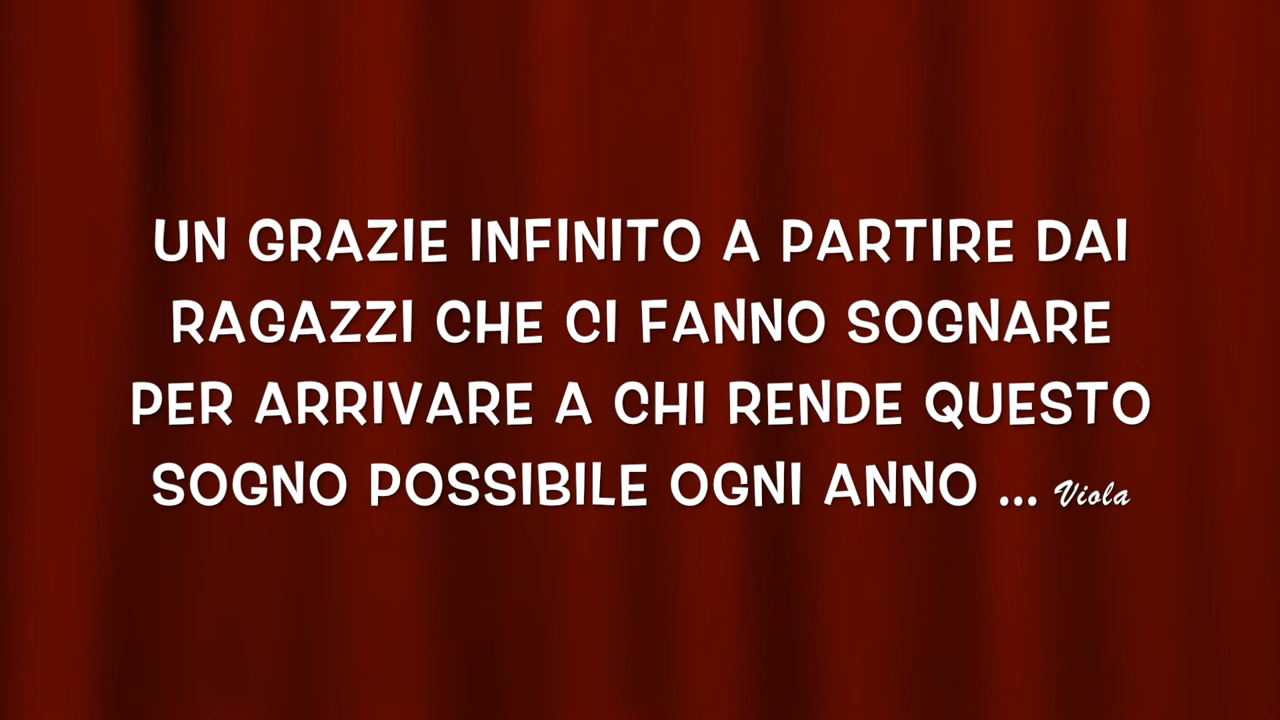 UN GRAZIE INFINITO A PARTIRE DAI
RAGAZZI CHE CI FANNO SOGNARE
PER ARRIVARE A CHI RENDE QUESTO
SOGNO POSSIBILE OGNI ANNO ... Viola